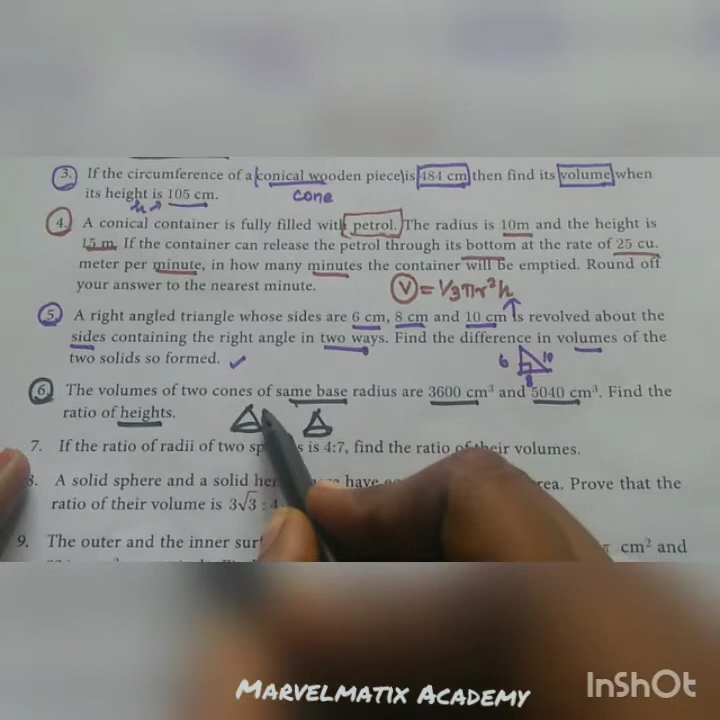 3. If the circumference of a conical wooden piece is 484 cm then find its volume when
its height is 105 cm.
h
cone
4. A conical container is fully filled with petrol. The radius is 10m and the height is
15 m. If the container can release the petrol through its bottom at the rate of 25 cu.
meter per minute, in how many minutes the container will be emptied. Round off
your answer to the nearest minute.
V = 1/3 πr²h
5. A right angled triangle whose sides are 6 cm, 8 cm and 10 cm is revolved about the
sides containing the right angle in two ways. Find the difference in volumes of the
two solids so formed.
6 10
8
6. The volumes of two cones of same base radius are 3600 cm³ and 5040 cm³. Find the
ratio of heights.
7. If the ratio of radii of two is 4:7, find the ratio of their volumes.
8. A solid sphere and a solid have Prove that the
ratio of their volume is 3√3 : 4
9. The outer and the inner cm² and
MARVELMATIX ACADEMY
INSHOT